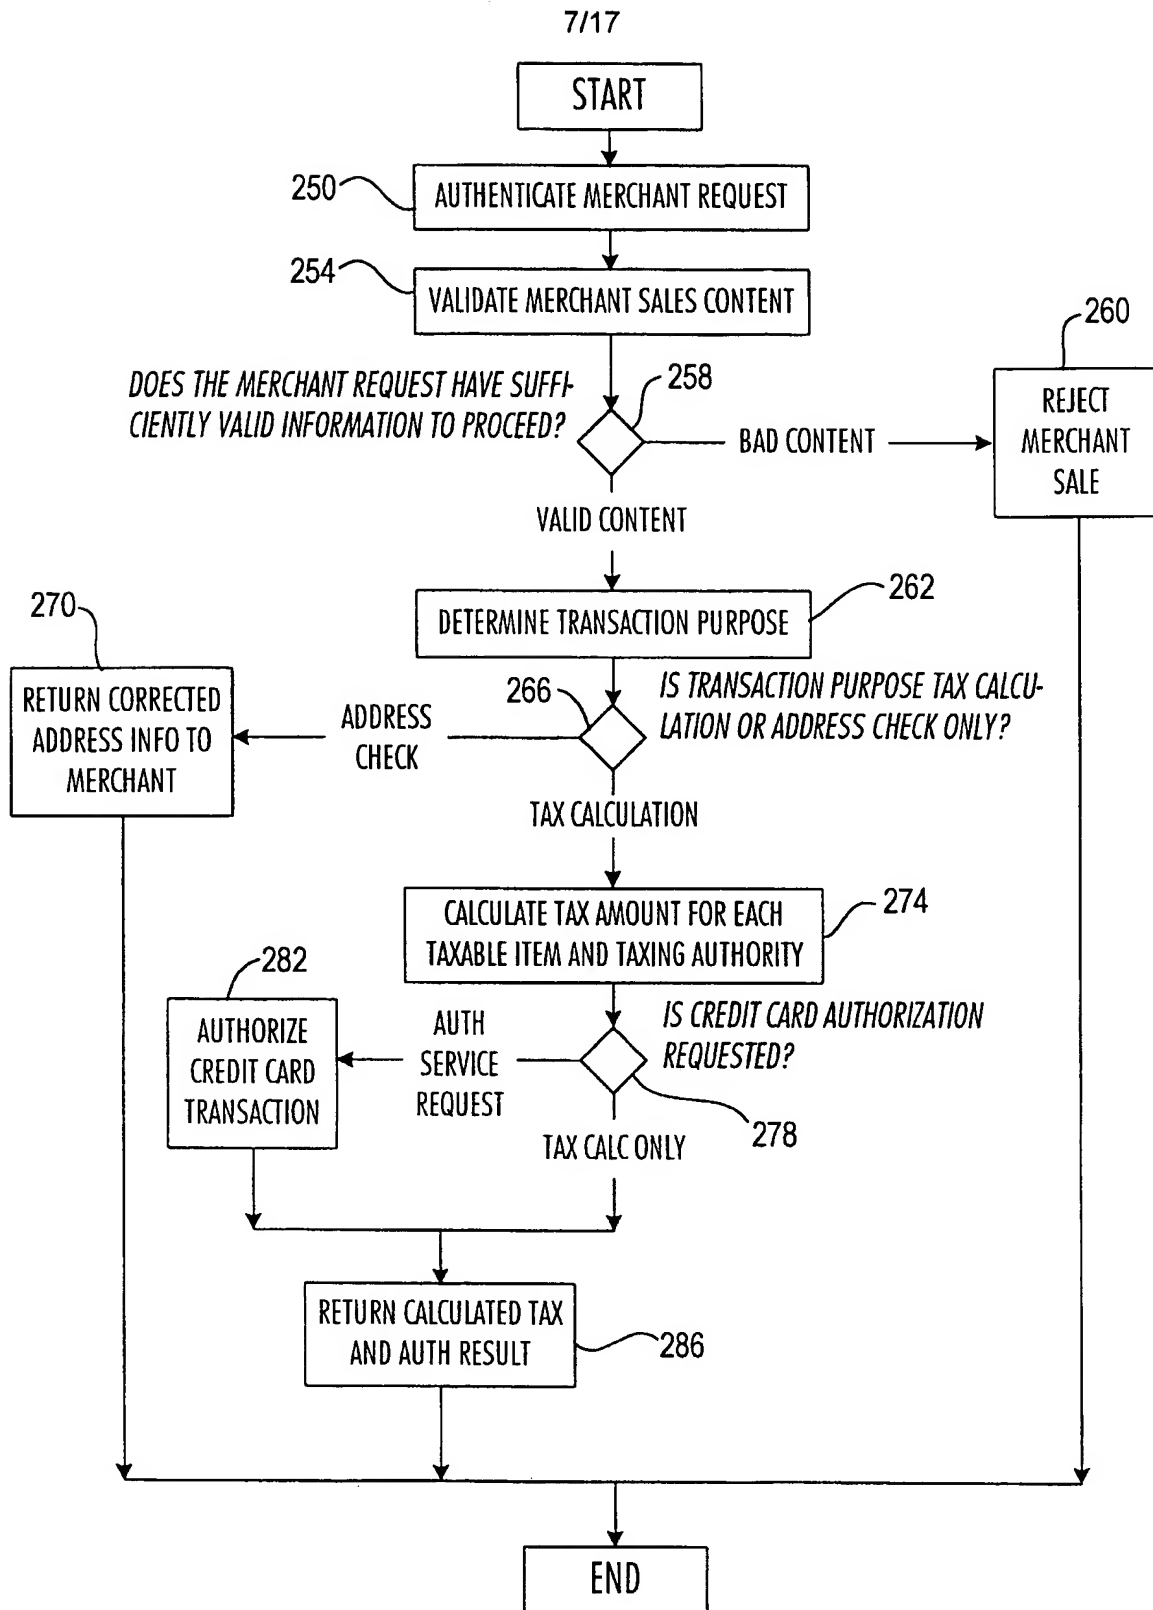 7/17
START
250
AUTHENTICATE MERCHANT REQUEST
254
VALIDATE MERCHANT SALES CONTENT
260
DOES THE MERCHANT REQUEST HAVE SUFFI-
CIENTLY VALID INFORMATION TO PROCEED?
258
BAD CONTENT
REJECT
MERCHANT
SALE
VALID CONTENT
262
DETERMINE TRANSACTION PURPOSE
270
RETURN CORRECTED
ADDRESS INFO TO
MERCHANT
ADDRESS
CHECK
266
IS TRANSACTION PURPOSE TAX CALCU-
LATION OR ADDRESS CHECK ONLY?
TAX CALCULATION
CALCULATE TAX AMOUNT FOR EACH
TAXABLE ITEM AND TAXING AUTHORITY
274
282
AUTHORIZE
CREDIT CARD
TRANSACTION
AUTH
SERVICE
REQUEST
IS CREDIT CARD AUTHORIZATION
REQUESTED?
278
TAX CALC ONLY
RETURN CALCULATED TAX
AND AUTH RESULT
286
END